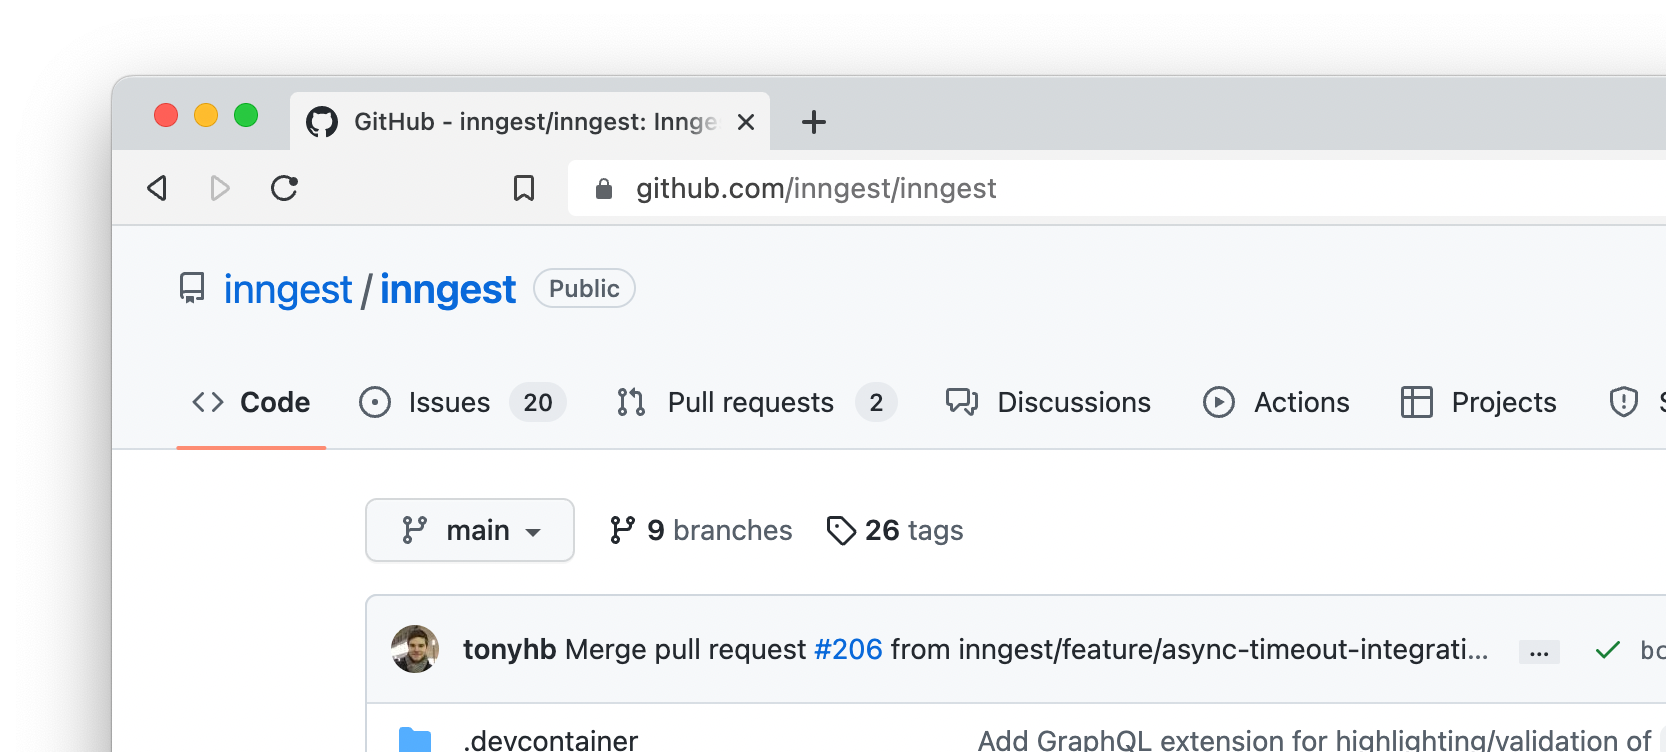 GitHub - inngest/inngest: Innge
github.com/inngest/inngest
inngest / inngest Public
Code Issues 20 Pull requests 2 Discussions Actions Projects
main 9 branches 26 tags
tonyhb Merge pull request #206 from inngest/feature/async-timeout-integrati... ...
.devcontainer Add GraphQL extension for highlighting/validation of